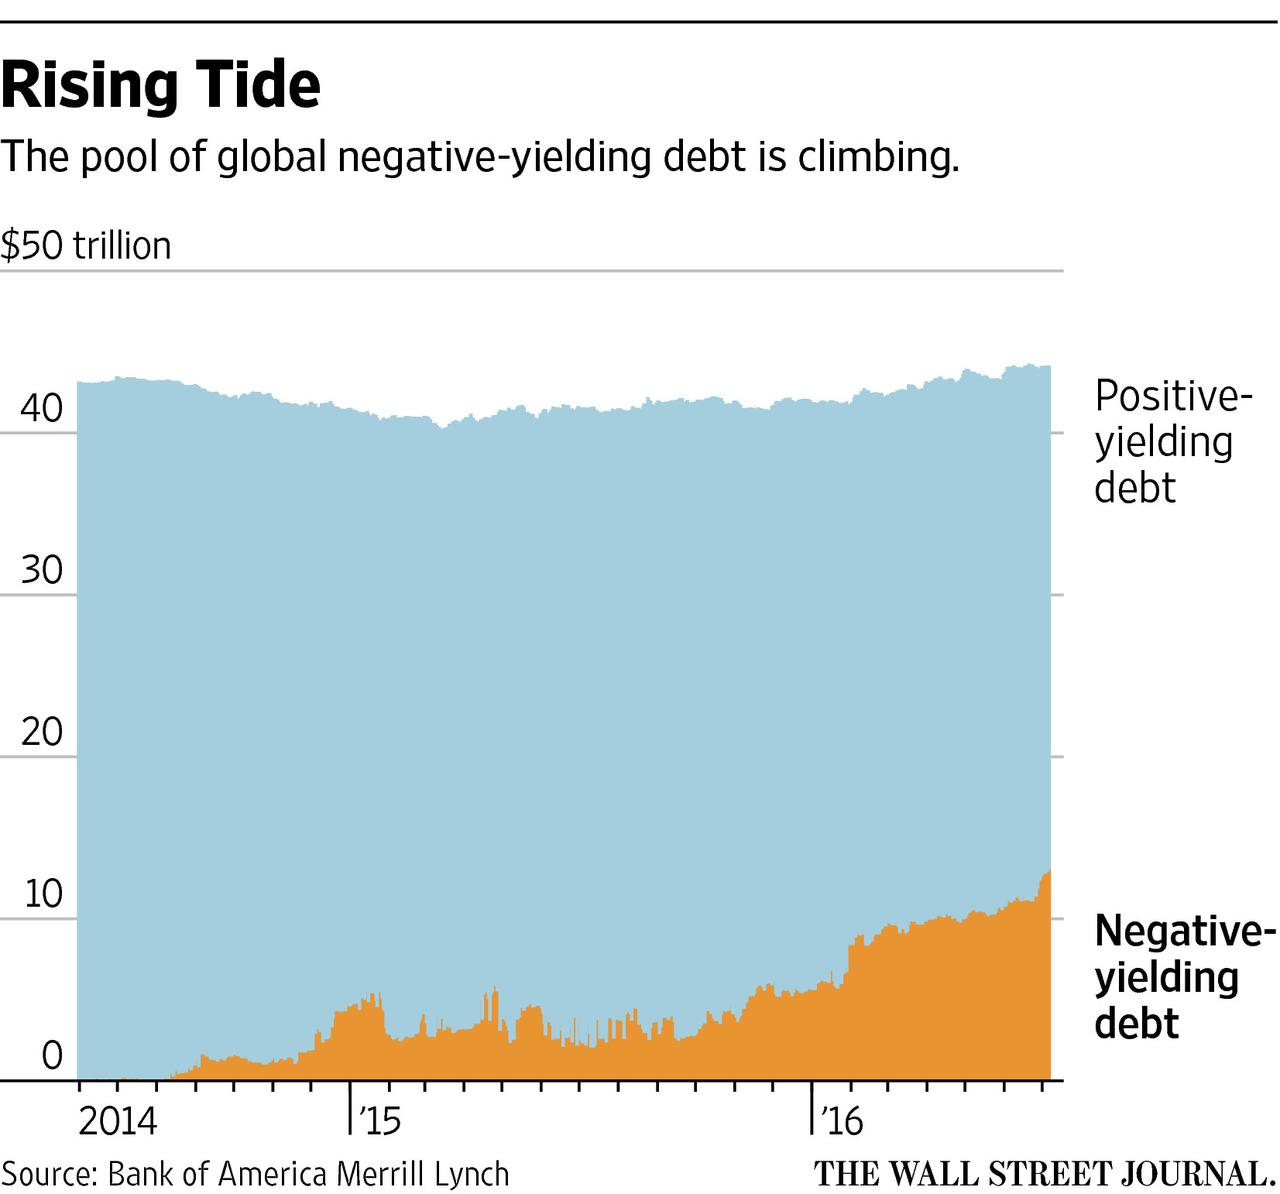 Rising Tide
The pool of global negative-yielding debt is climbing.
$50 trillion
40
30
20
10
0
Positive-
yielding
debt
Negative-
yielding
debt
2014
’15
’16
Source: Bank of America Merrill Lynch
THE WALL STREET JOURNAL.